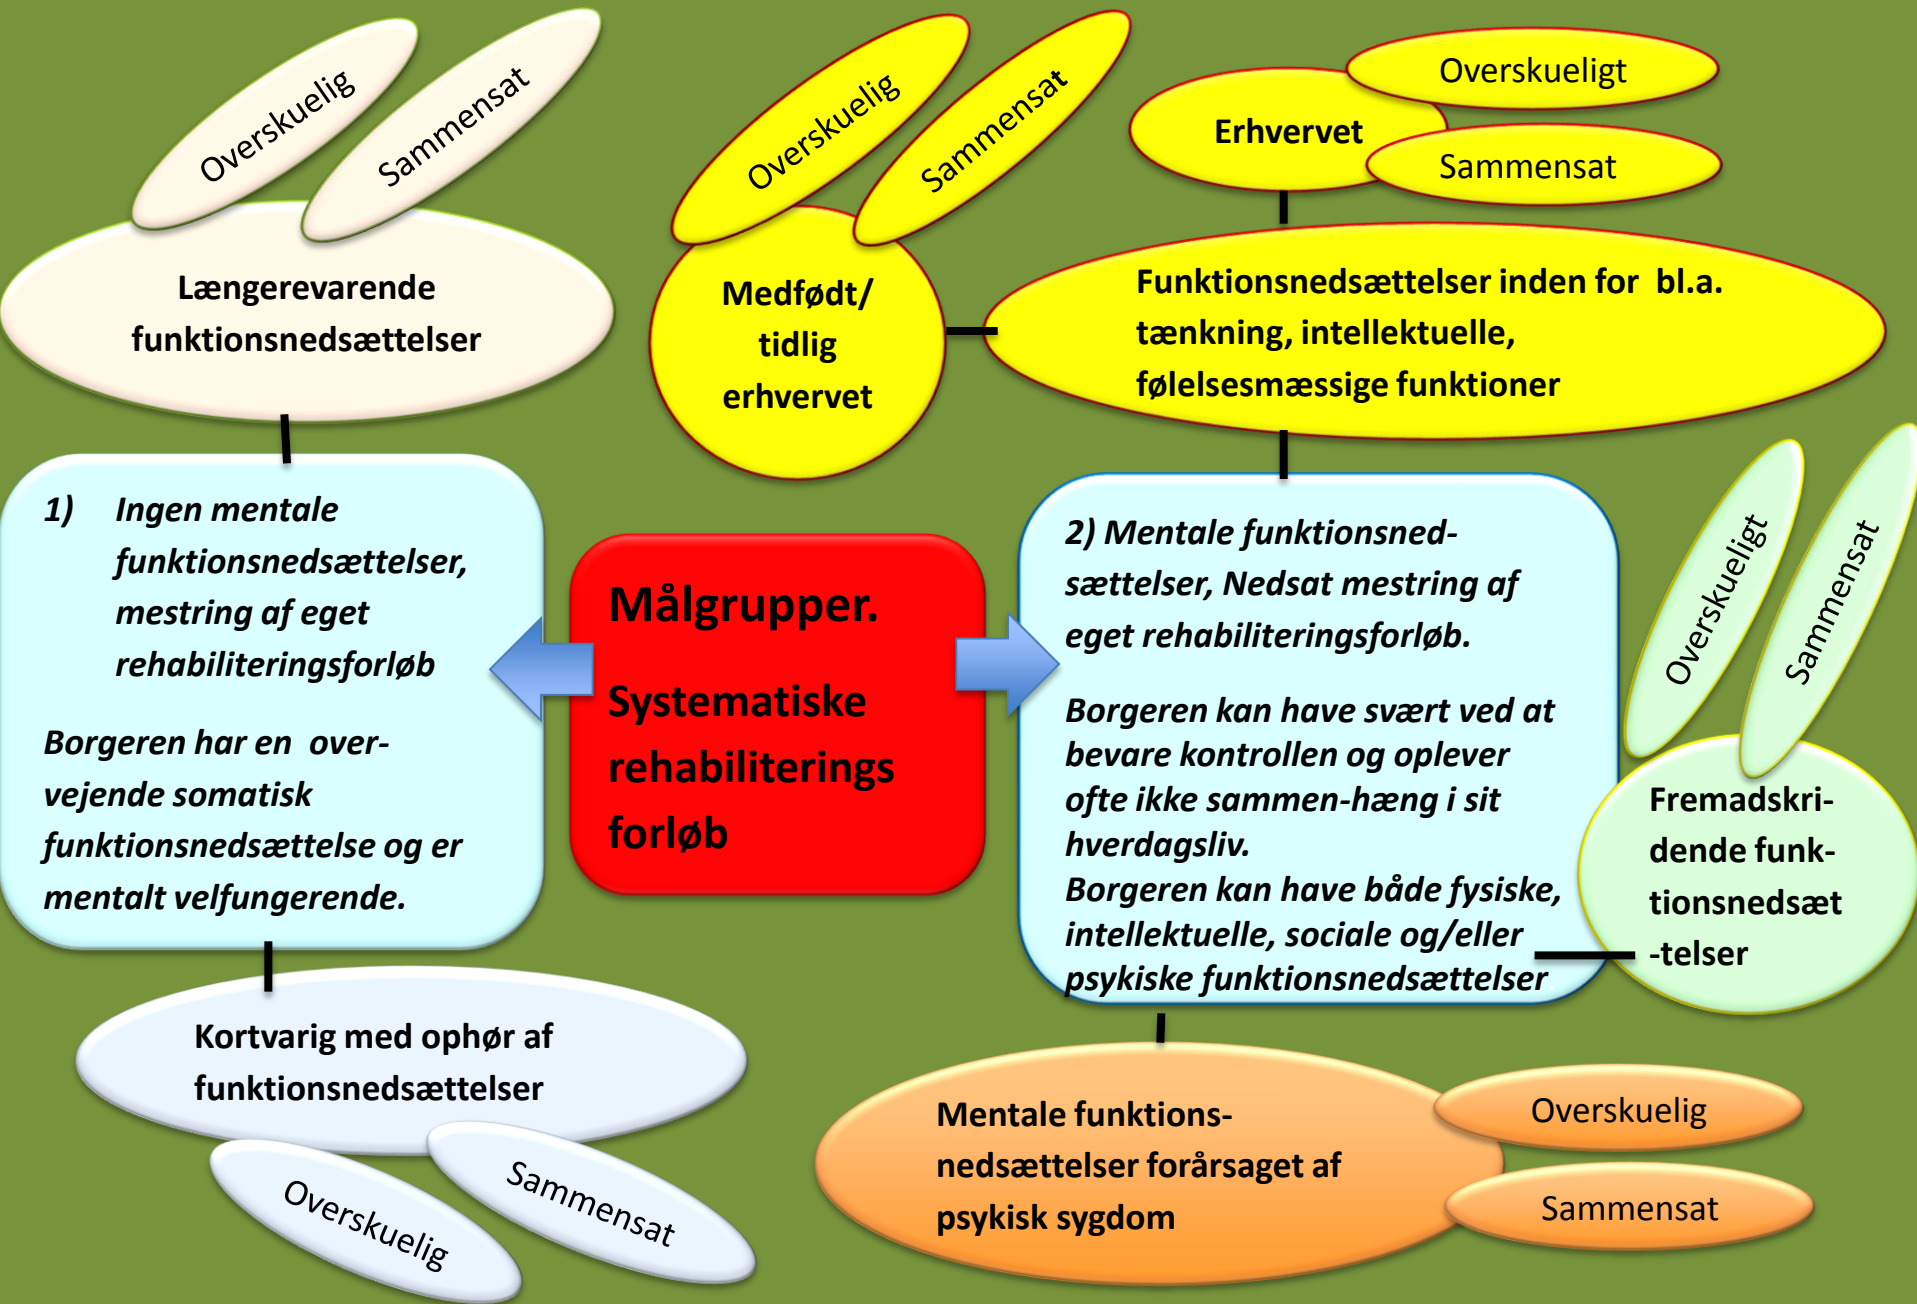 Overskuelig
Sammensat
Længerevarende
funktionsnedsættelser
Overskuelig
Sammensat
Medfødt/
tidlig
erhvervet
Overskueligt
Erhvervet
Sammensat
Funktionsnedsættelser inden for bl.a.
tænkning, intellektuelle,
følelsesmæssige funktioner
1) Ingen mentale
funktionsnedsættelser,
mestring af eget
rehabiliteringsforløb
Borgeren har en over-
vejende somatisk
funktionsnedsættelse og er
mentalt velfungerende.
Målgrupper.
Systematiske
rehabiliterings
forløb
2) Mentale funktionsned-
sættelser, Nedsat mestring af
eget rehabiliteringsforløb.
Borgeren kan have svært ved at
bevare kontrollen og oplever
ofte ikke sammen-hæng i sit
hverdagsliv.
Borgeren kan have både fysiske,
intellektuelle, sociale og/eller
psykiske funktionsnedsættelser.
Overskueligt
Sammensat
Fremadskri-
dende funk-
tionsnedsæt
-telser
Kortvarig med ophør af
funktionsnedsættelser
Overskuelig
Sammensat
Mentale funktions-
nedsættelser forårsaget af
psykisk sygdom
Overskuelig
Sammensat